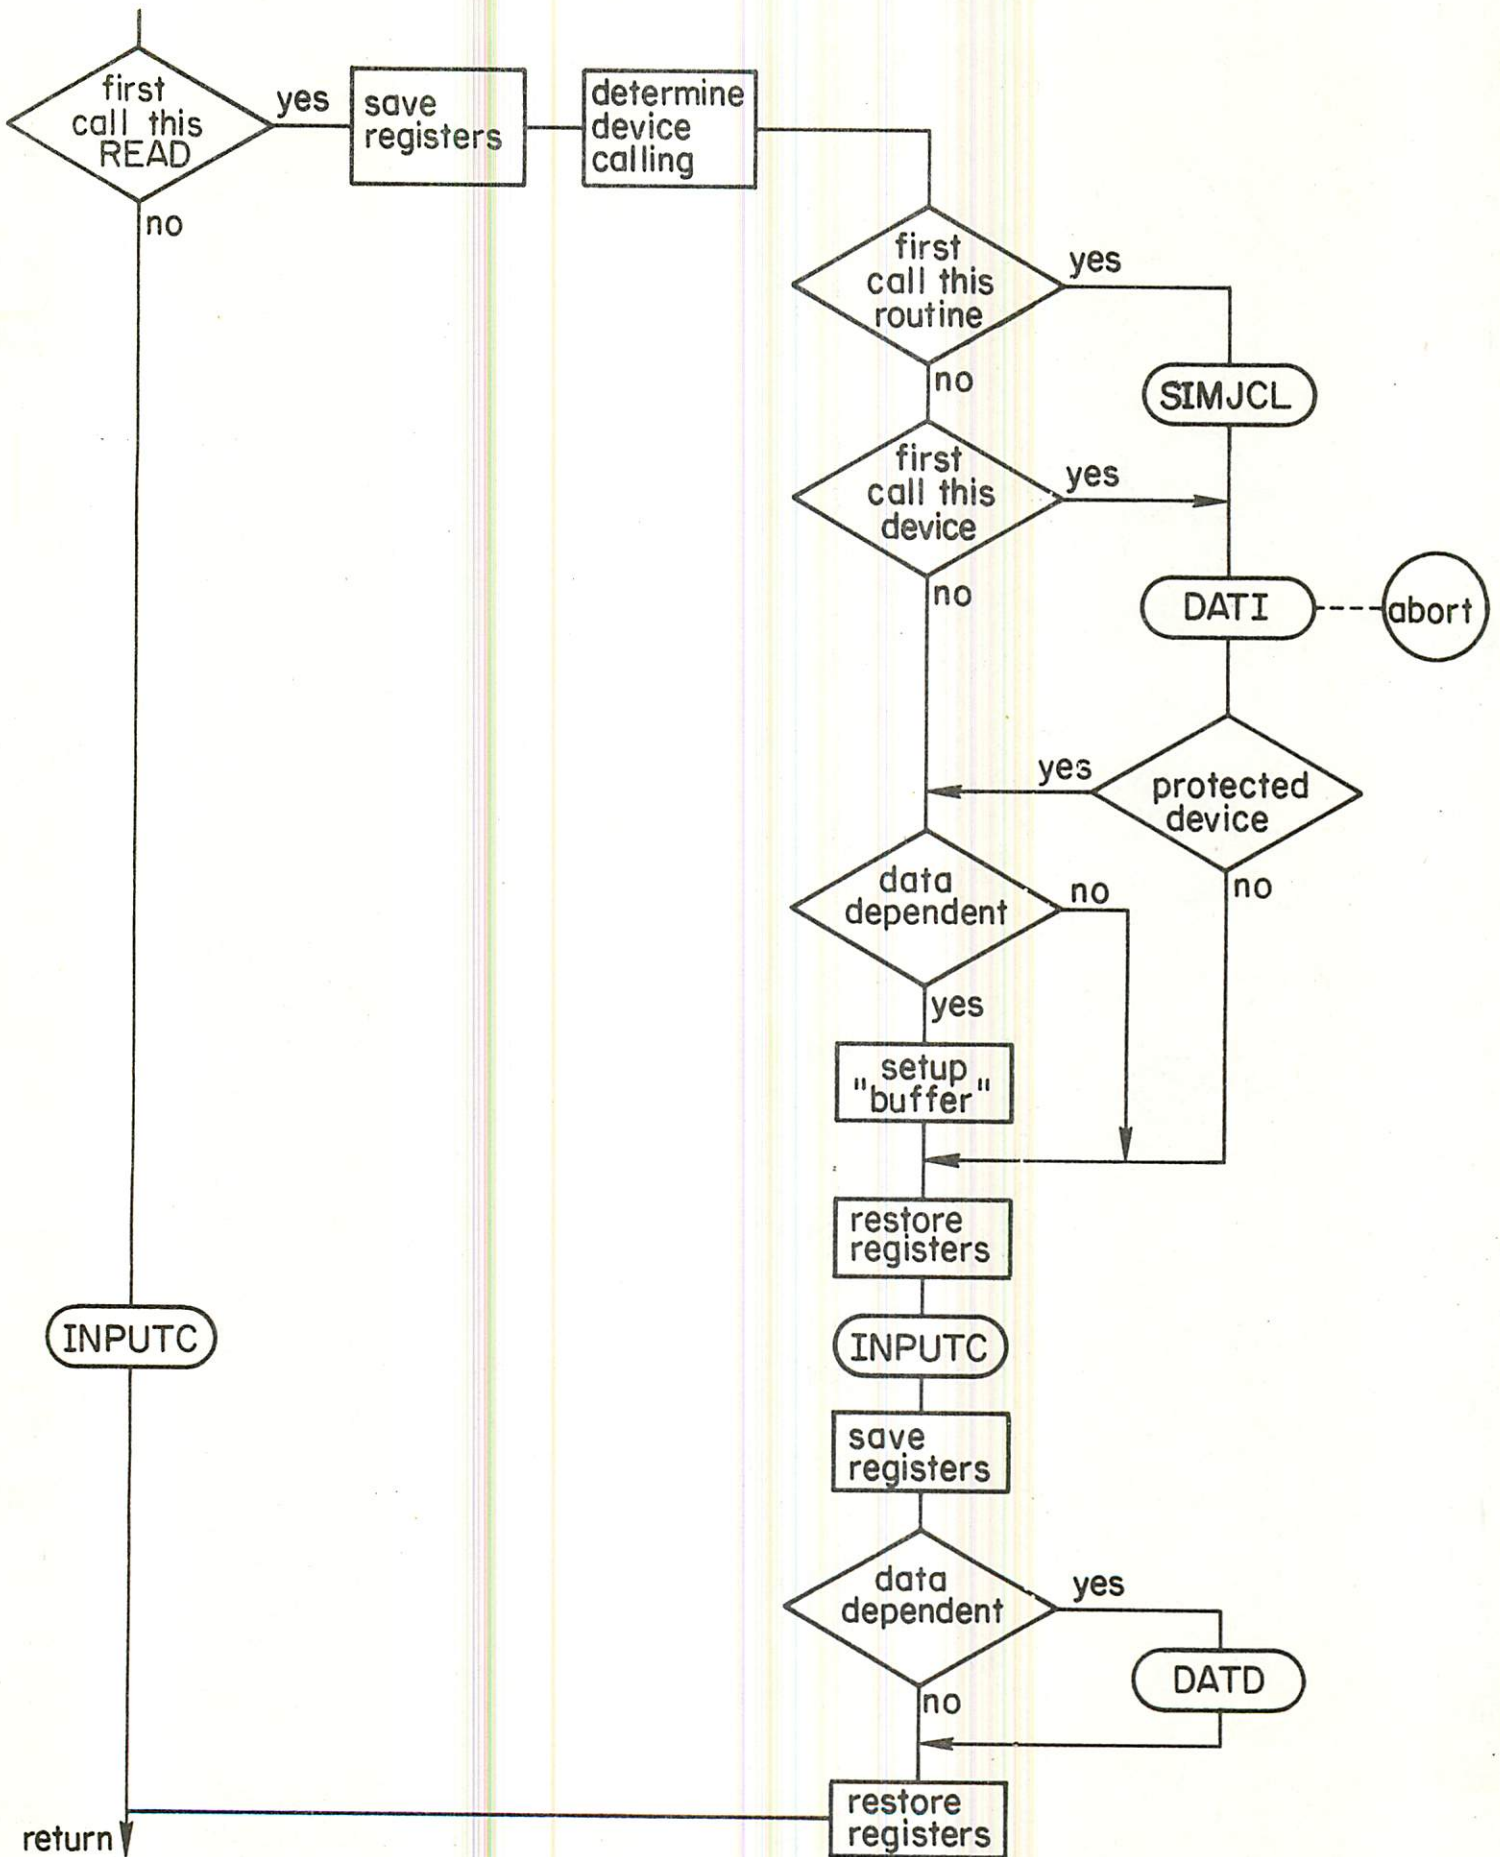 first
call this
READ
yes
save
registers
determine
device
calling
no
first
call this
routine
yes
no
SIMJCL
first
call this
device
yes
no
DATI
abort
yes
protected
device
no
data
dependent
no
yes
setup
"buffer"
restore
registers
INPUTC
INPUTC
save
registers
data
dependent
yes
DATD
no
restore
registers
return